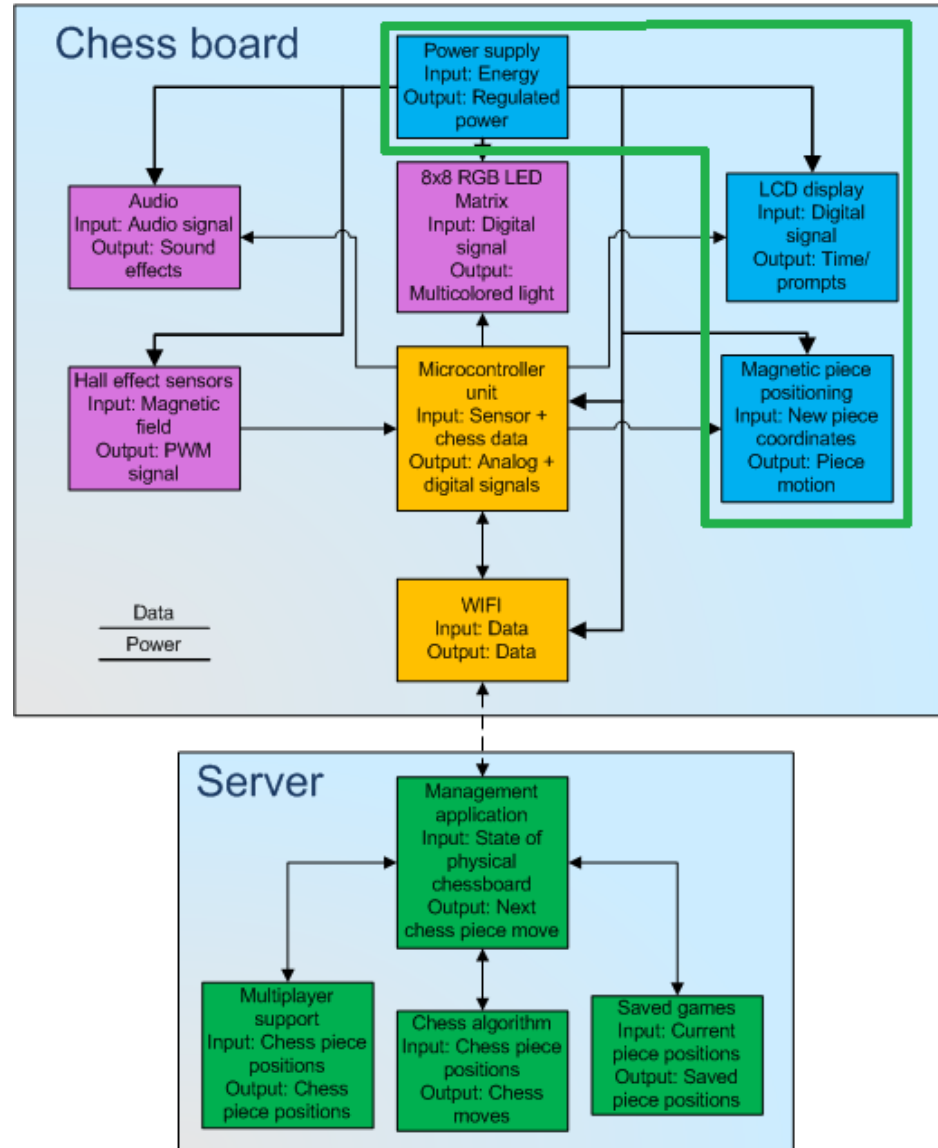 Chess board
Power supply
Input: Energy
Output: Regulated
power
Audio
Input: Audio signal
Output: Sound
effects
8x8 RGB LED
Matrix
Input: Digital
signal
Output:
Multicolored light
LCD display
Input: Digital
signal
Output: Time/
prompts
Hall effect sensors
Input: Magnetic
field
Output: PWM
signal
Microcontroller
unit
Input: Sensor +
chess data
Output: Analog +
digital signals
Magnetic piece
positioning
Input: New piece
coordinates
Output: Piece
motion
Data
Power
WIFI
Input: Data
Output: Data
Server
Management
application
Input: State of
physical
chessboard
Output: Next
chess piece move
Multiplayer
support
Input: Chess piece
positions
Output: Chess
piece positions
Chess algorithm
Input: Chess piece
positions
Output: Chess
moves
Saved games
Input: Current
piece positions
Output: Saved
piece positions